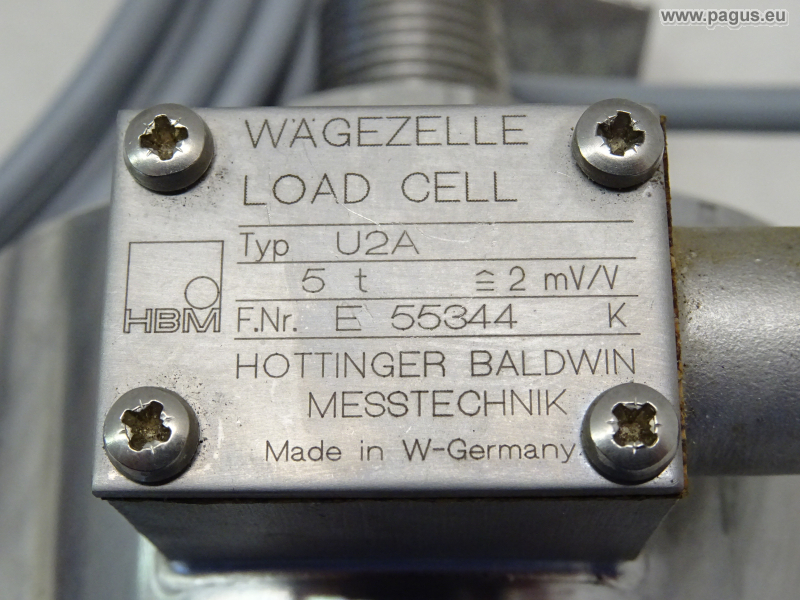 www.pagus.eu
WÄGEZELLE
LOAD CELL
Typ U2A
5 t ≙ 2 mV/V
HBM
F.Nr. E 55344 K
HOTTINGER BALDWIN
MESSTECHNIK
Made in W-Germany